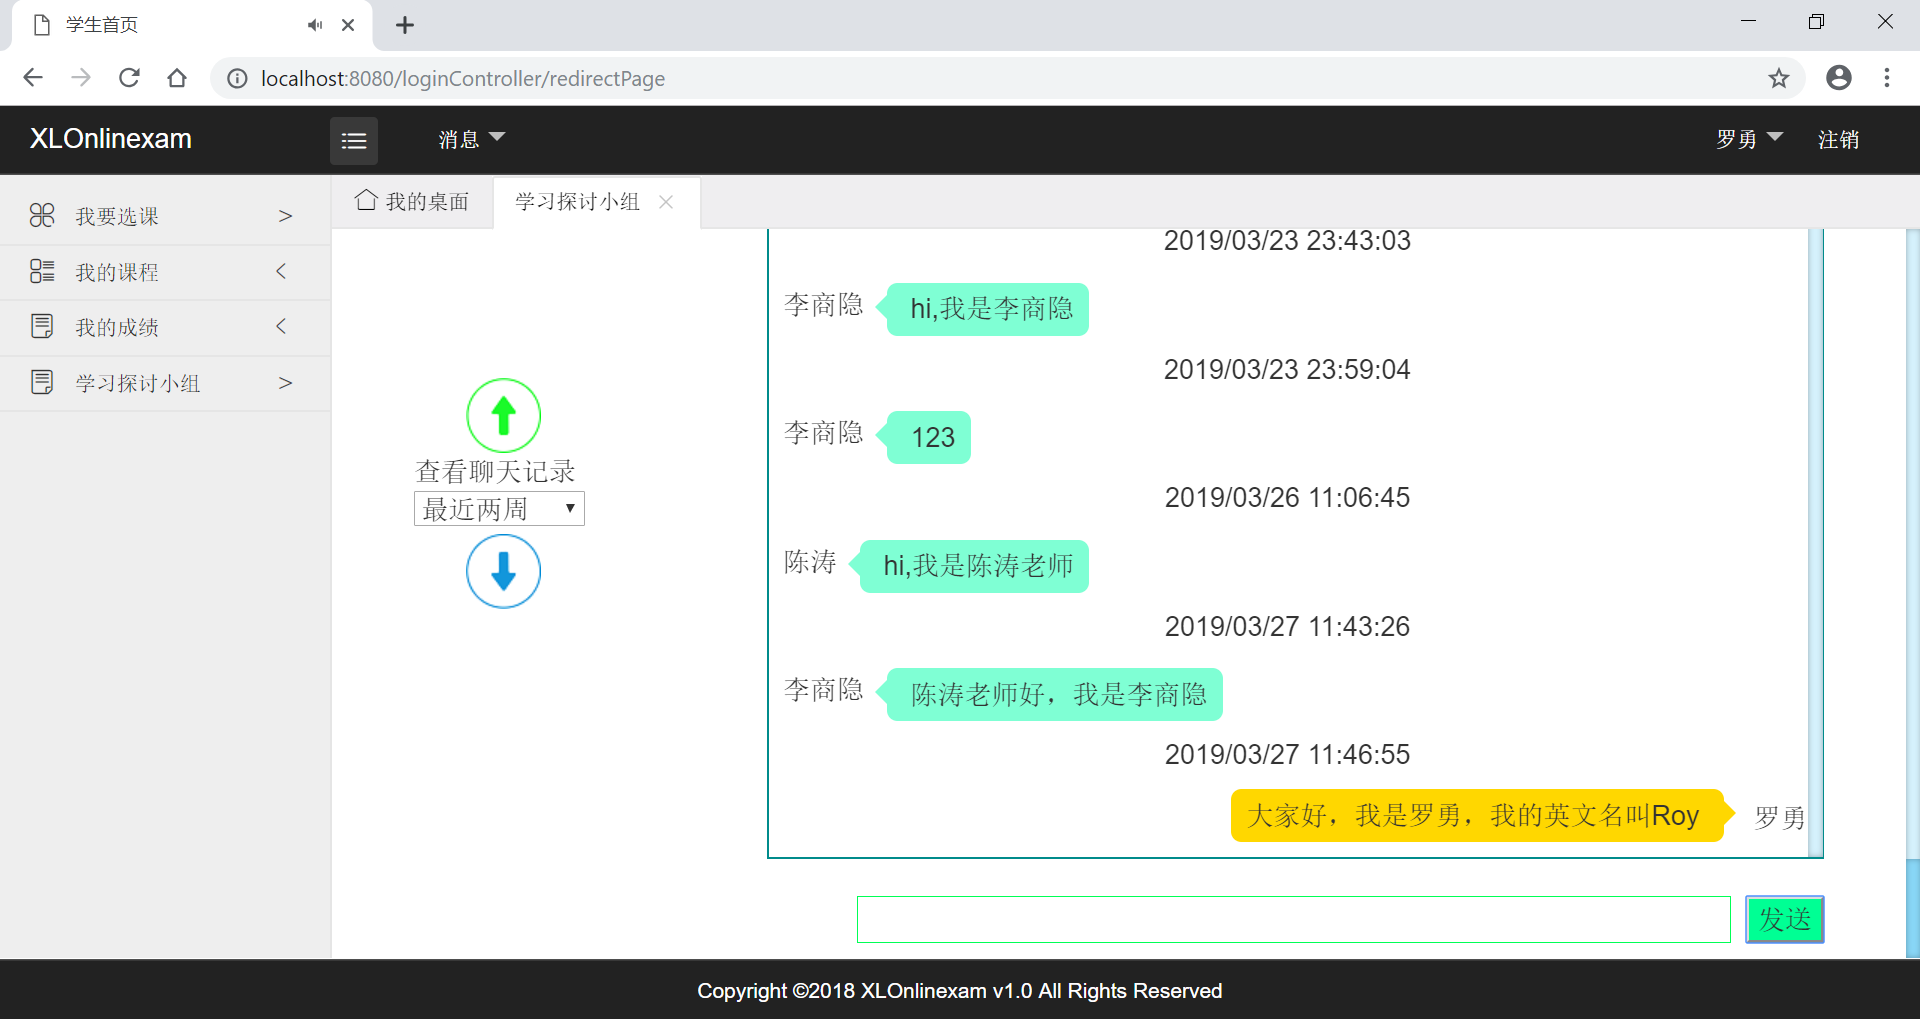 学生首页
localhost:8080/loginController/redirectPage
XLOnlinexam
消息
罗勇
注销
我要选课
我的课程
我的成绩
学习探讨小组
我的桌面
学习探讨小组
查看聊天记录
最近两周
2019/03/23 23:43:03
李商隐
hi,我是李商隐
2019/03/23 23:59:04
李商隐
123
2019/03/26 11:06:45
陈涛
hi,我是陈涛老师
2019/03/27 11:43:26
李商隐
陈涛老师好，我是李商隐
2019/03/27 11:46:55
大家好，我是罗勇，我的英文名叫Roy
罗勇
发送
Copyright ©2018 XLOnlinexam v1.0 All Rights Reserved